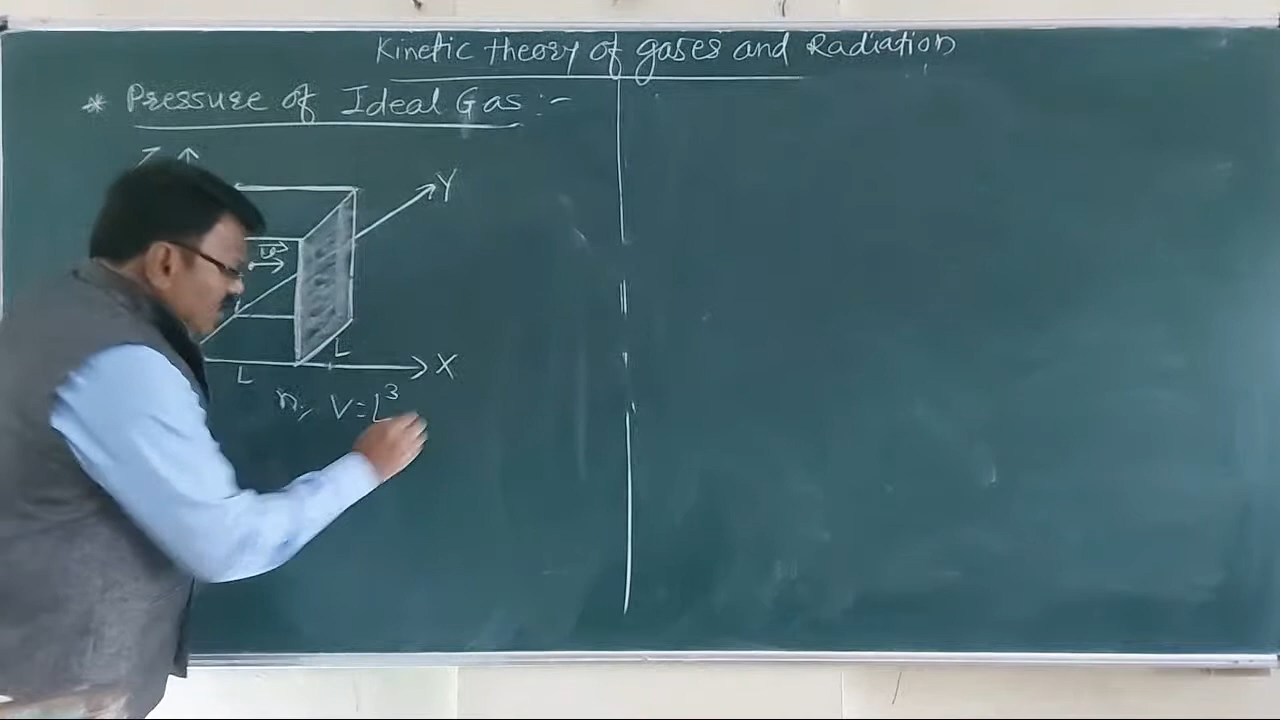 Kinetic theory of gases and Radiation
* Pressure of Ideal Gas :-
Z
Y
L
L
X
n, V=L³